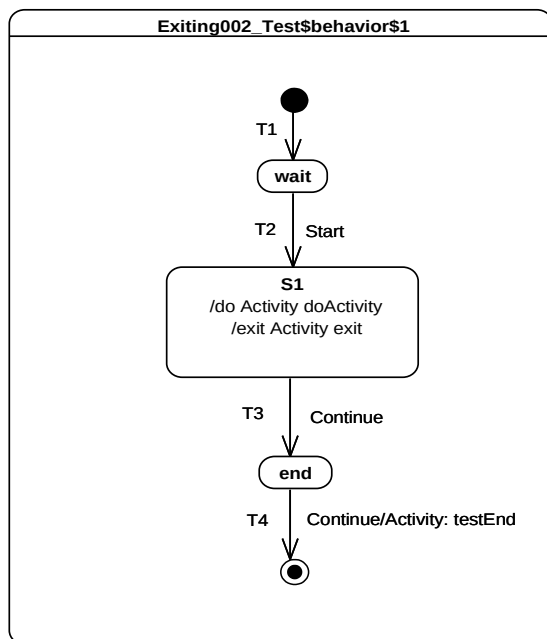 Exiting002_Test$behavior$1
T1
wait
T2 Start
S1
/do Activity doActivity
/exit Activity exit
T3 Continue
end
T4 Continue/Activity: testEnd